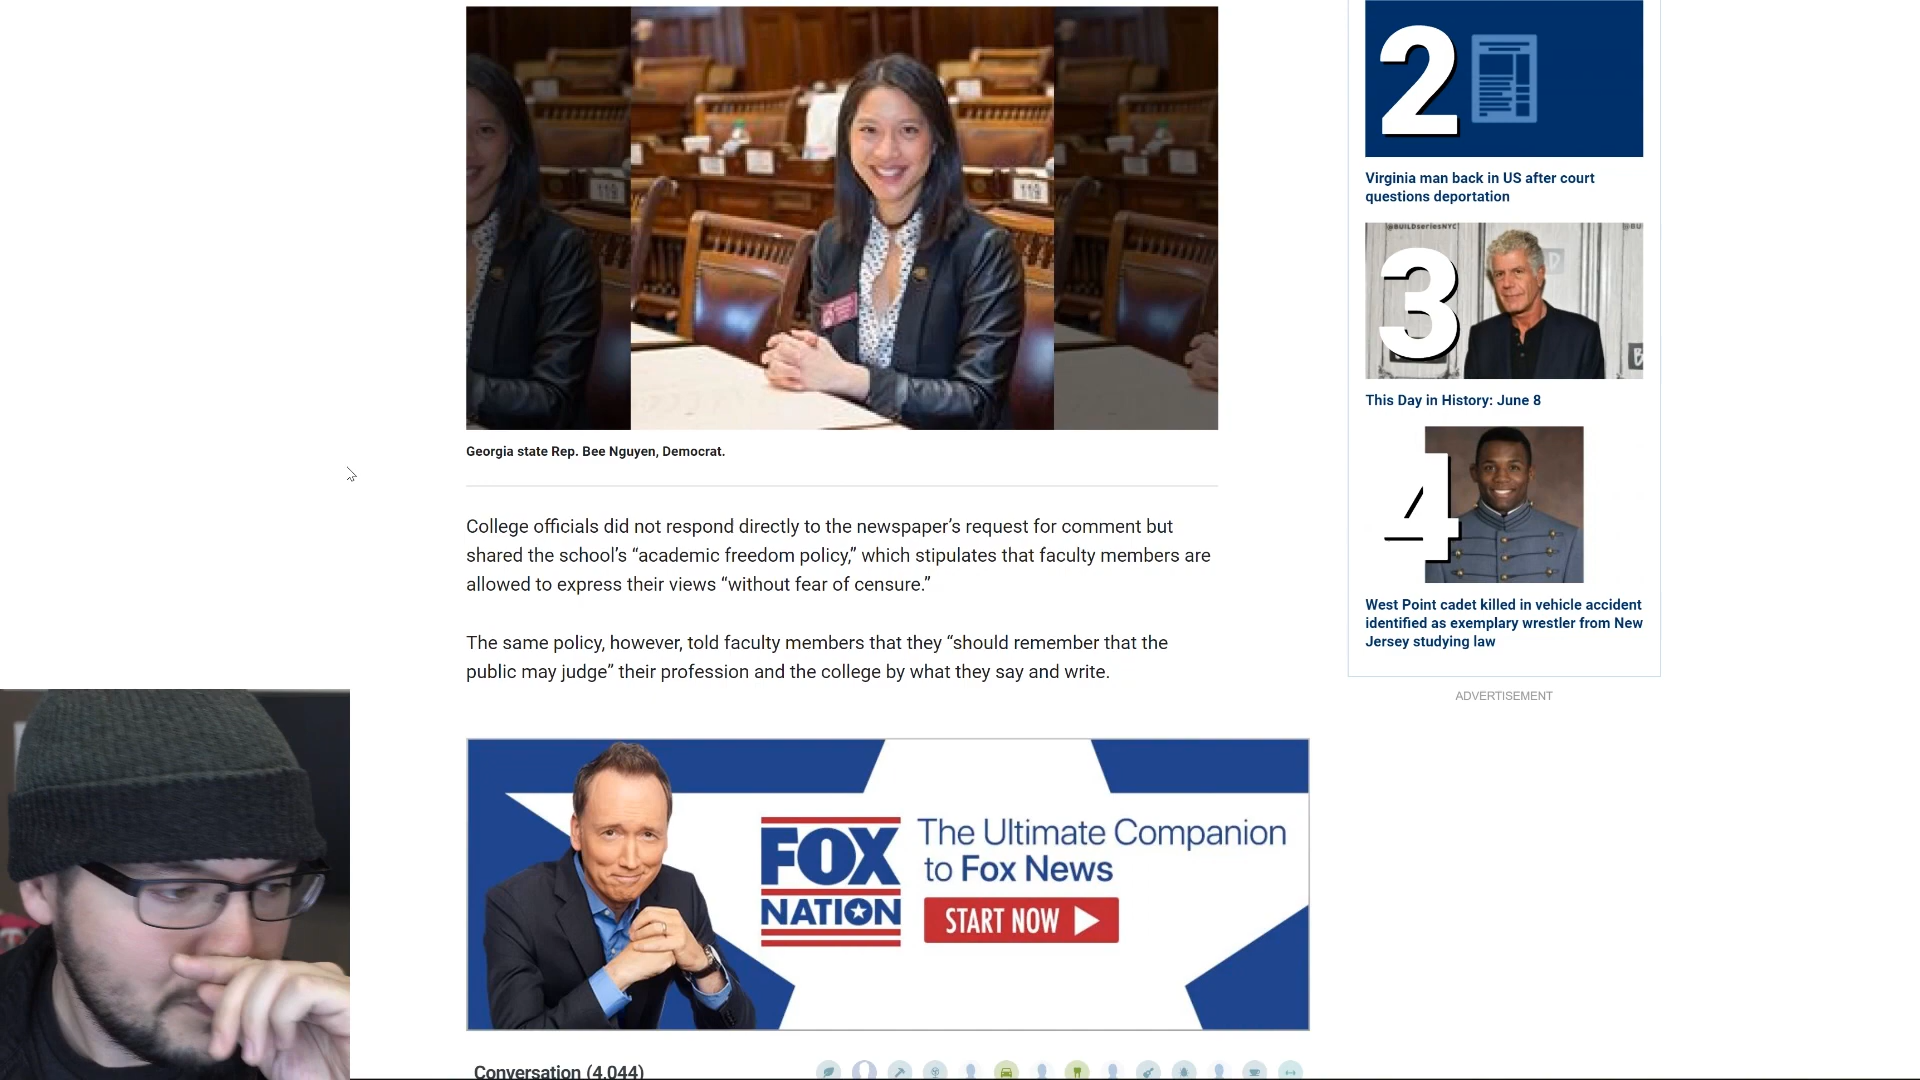 119
119
Georgia state Rep. Bee Nguyen, Democrat.
College officials did not respond directly to the newspaper’s request for comment but
shared the school’s “academic freedom policy,” which stipulates that faculty members are
allowed to express their views “without fear of censure.”
The same policy, however, told faculty members that they “should remember that the
public may judge” their profession and the college by what they say and write.
FOX
NATION
The Ultimate Companion
to Fox News
START NOW
Conversation (4,044)
2
Virginia man back in US after court
questions deportation
@BUILDseriesNYC
@BU
3
D
B
This Day in History: June 8
4
West Point cadet killed in vehicle accident
identified as exemplary wrestler from New
Jersey studying law
ADVERTISEMENT